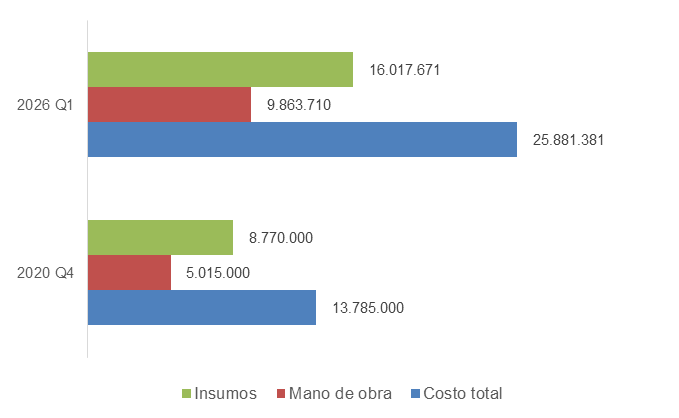 16.017.671
2026 Q1
9.863.710
25.881.381
8.770.000
2020 Q4
5.015.000
13.785.000
Insumos
Mano de obra
Costo total